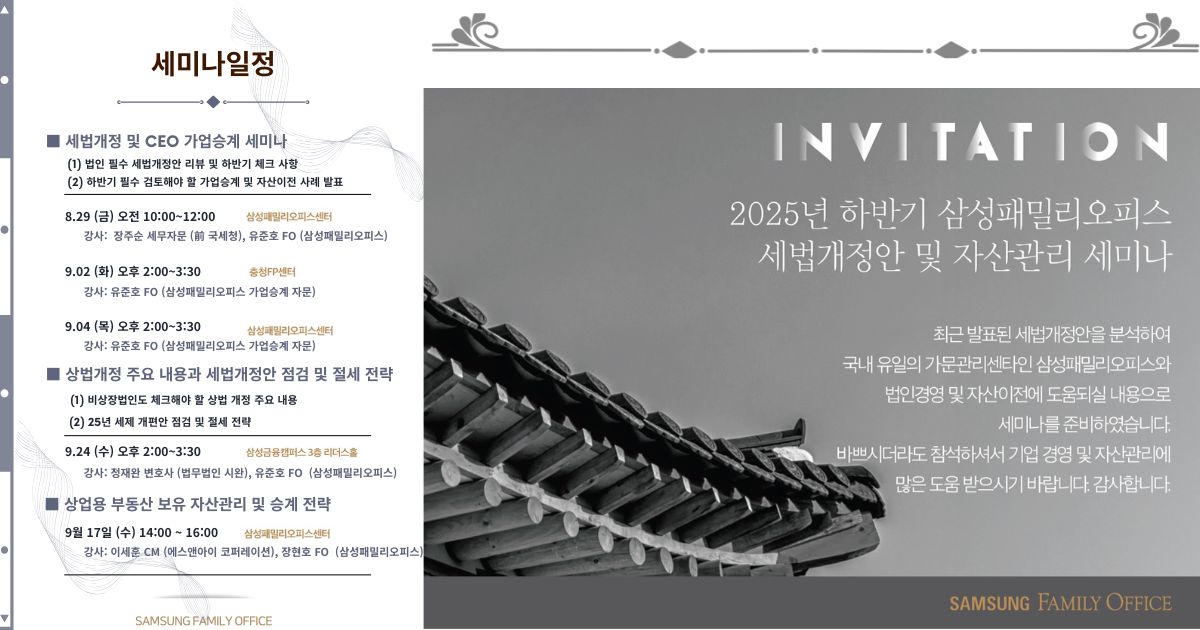 세미나일정
■ 세법개정 및 CEO 가업승계 세미나
(1) 법인 필수 세법개정안 리뷰 및 하반기 체크 사항
(2) 하반기 필수 검토해야 할 가업승계 및 자산이전 사례 발표
8.29 (금) 오전 10:00~12:00 삼성패밀리오피스센터
강사: 장주순 세무자문 (前 국세청), 유준호 FO (삼성패밀리오피스)
9.02 (화) 오후 2:00~3:30 충청FP센터
강사: 유준호 FO (삼성패밀리오피스 가업승계 자문)
9.04 (목) 오후 2:00~3:30 삼성패밀리오피스센터
강사: 유준호 FO (삼성패밀리오피스 가업승계 자문)
■ 상법개정 주요 내용과 세법개정안 점검 및 절세 전략
(1) 비상장법인도 체크해야 할 상법 개정 주요 내용
(2) 25년 세제 개편안 점검 및 절세 전략
9.24 (수) 오후 2:00~3:30 삼성금융캠퍼스 3층 리더스홀
강사: 정재완 변호사 (법무법인 시완), 유준호 FO (삼성패밀리오피스)
■ 상업용 부동산 보유 자산관리 및 승계 전략
9월 17일 (수) 14:00 ~ 16:00 삼성패밀리오피스센터
강사: 이세훈 CM (에스앤아이 코퍼레이션), 장현호 FO (삼성패밀리오피스)
SAMSUNG FAMILY OFFICE
INVITATION
2025년 하반기 삼성패밀리오피스
세법개정안 및 자산관리 세미나
최근 발표된 세법개정안을 분석하여
국내 유일의 가문관리센타인 삼성패밀리오피스와
법인경영 및 자산이전에 도움되실 내용으로
세미나를 준비하였습니다.
바쁘시더라도 참석하셔서 기업 경영 및 자산관리에
많은 도움 받으시기 바랍니다. 감사합니다.
SAMSUNG FAMILY OFFICE